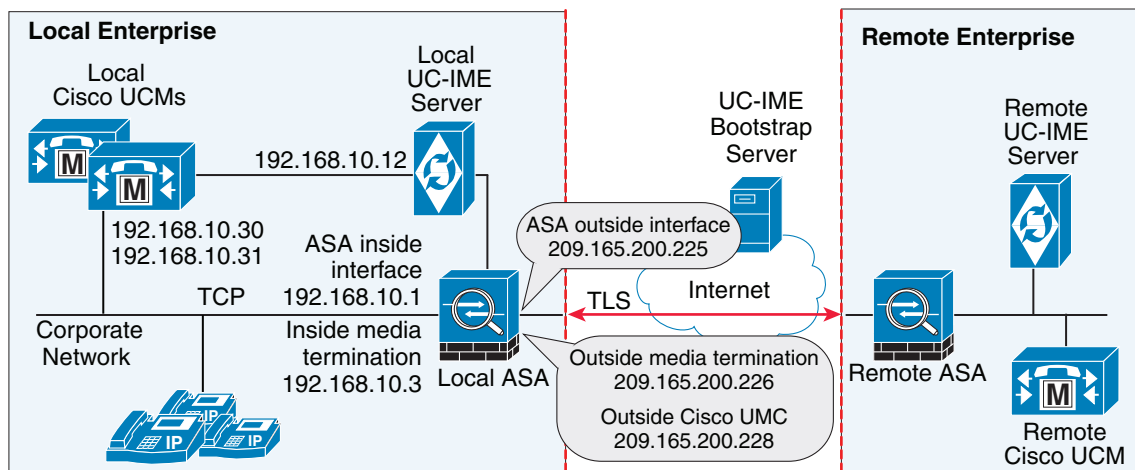 Local Enterprise
Local
Cisco UCMs
M
M
Local
UC-IME
Server
192.168.10.12
192.168.10.30
192.168.10.31
TCP
ASA inside
interface
192.168.10.1
Corporate
Network
Inside media
termination
192.168.10.3
Local ASA
IP
IP
IP
ASA outside interface
209.165.200.225
UC-IME
Bootstrap
Server
TLS
Internet
Outside media termination
209.165.200.226
Outside Cisco UMC
209.165.200.228
Remote Enterprise
Remote
UC-IME
Server
Remote ASA
M
Remote
Cisco UCM